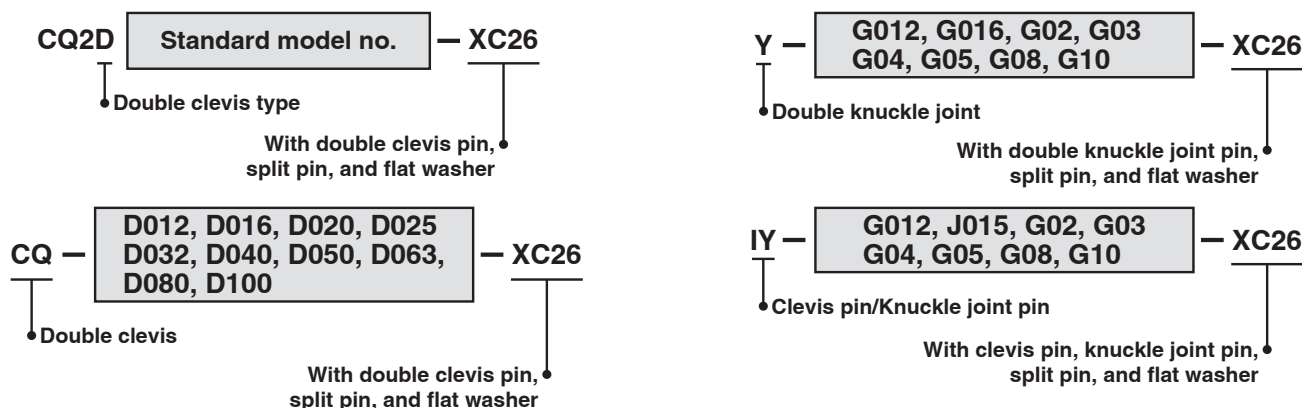 CQ2D Standard model no. — XC26
Double clevis type
With double clevis pin,
split pin, and flat washer
CQ — D012, D016, D020, D025
D032, D040, D050, D063,
D080, D100 — XC26
Double clevis
With double clevis pin,
split pin, and flat washer
Y — G012, G016, G02, G03
G04, G05, G08, G10 — XC26
Double knuckle joint
With double knuckle joint pin,
split pin, and flat washer
IY — G012, J015, G02, G03
G04, G05, G08, G10 — XC26
Clevis pin/Knuckle joint pin
With clevis pin, knuckle joint pin,
split pin, and flat washer